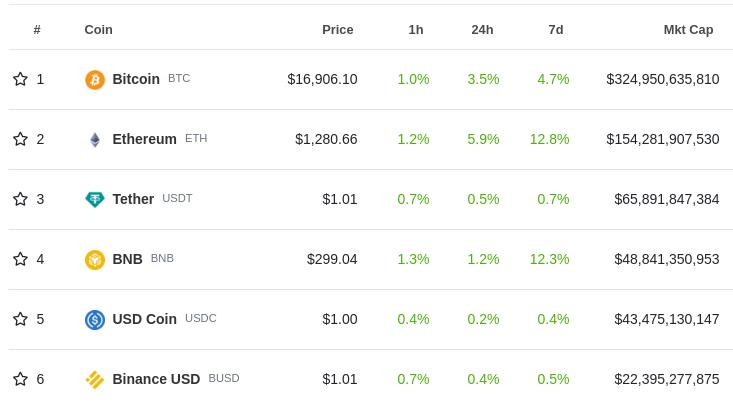 # Coin Price 1h 24h 7d Mkt Cap
1 Bitcoin BTC $16,906.10 1.0% 3.5% 4.7% $324,950,635,810
2 Ethereum ETH $1,280.66 1.2% 5.9% 12.8% $154,281,907,530
3 Tether USDT $1.01 0.7% 0.5% 0.7% $65,891,847,384
4 BNB BNB $299.04 1.3% 1.2% 12.3% $48,841,350,953
5 USD Coin USDC $1.00 0.4% 0.2% 0.4% $43,475,130,147
6 Binance USD BUSD $1.01 0.7% 0.4% 0.5% $22,395,277,875